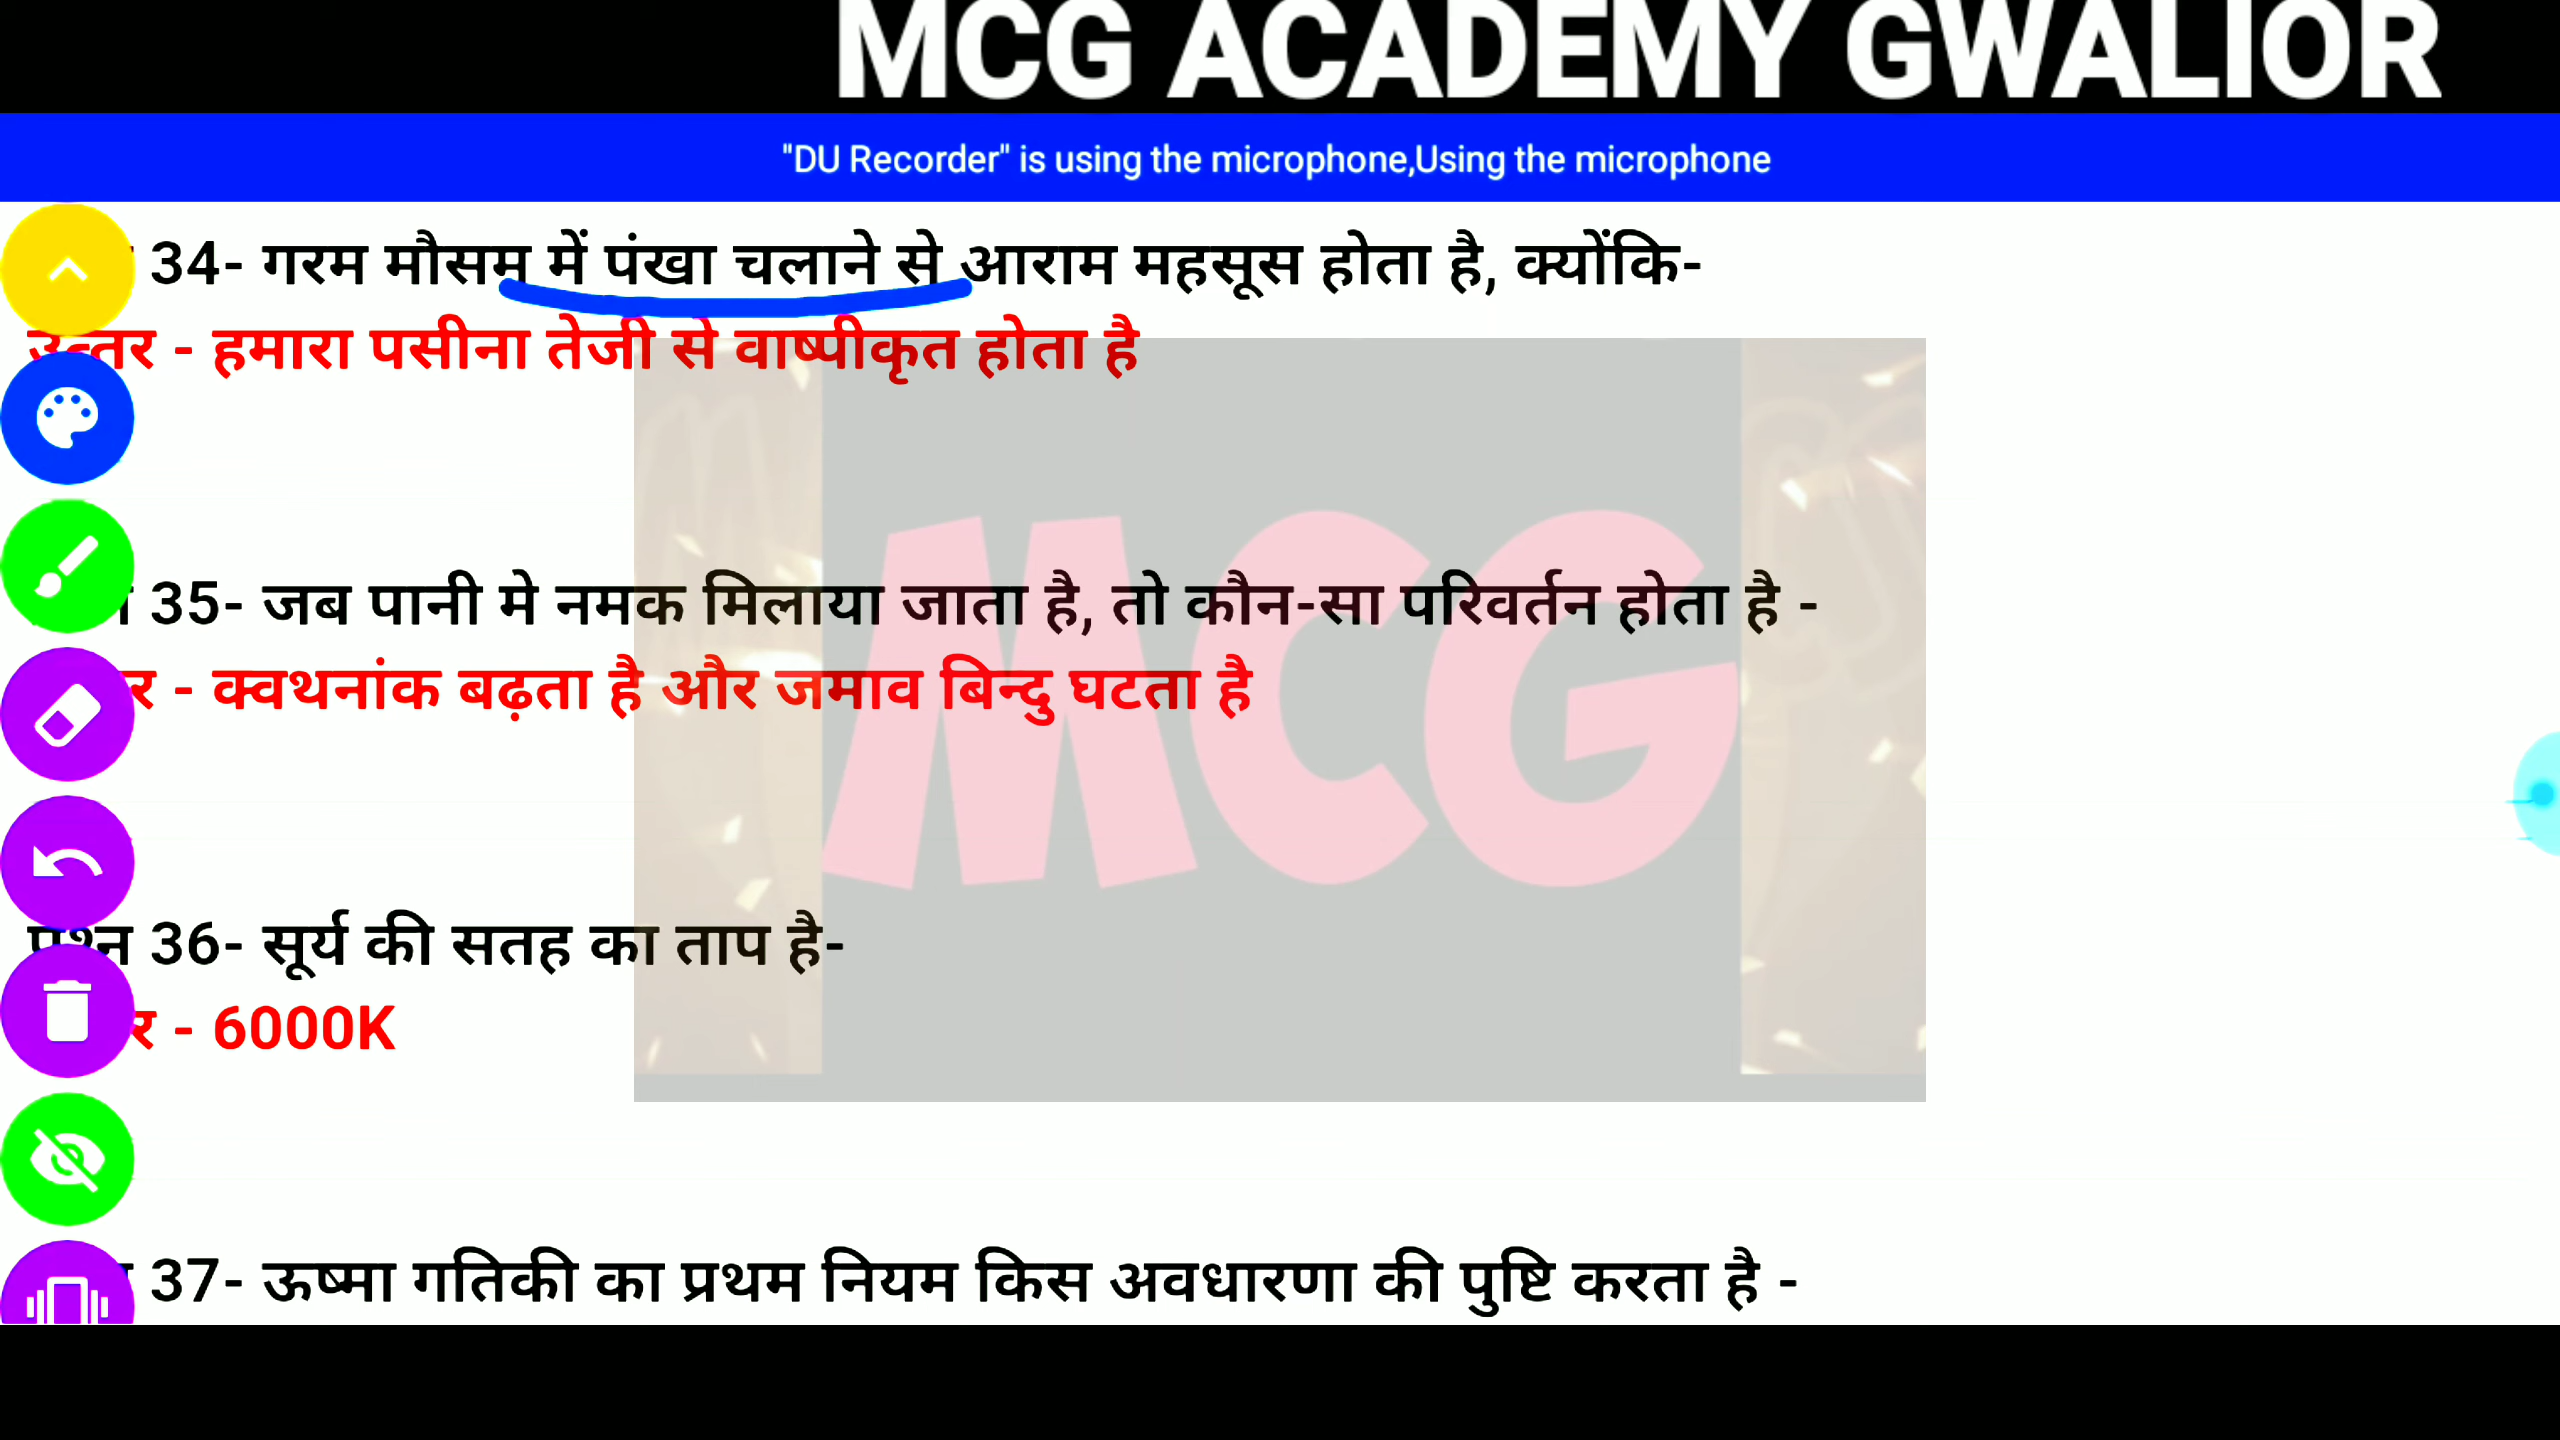 MCG ACADEMY GWALIOR
"DU Recorder" is using the microphone,Using the microphone
34- गरम मौसम में पंखा चलाने से आराम महसूस होता है, क्योंकि-
उत्तर - हमारा पसीना तेजी से वाष्पीकृत होता है
35- जब पानी मे नमक मिलाया जाता है, तो कौन-सा परिवर्तन होता है -
र - क्वथनांक बढ़ता है और जमाव बिन्दु घटता है
MCG
प्रश्न 36- सूर्य की सतह का ताप है-
र - 6000K
37- ऊष्मा गतिकी का प्रथम नियम किस अवधारणा की पुष्टि करता है -